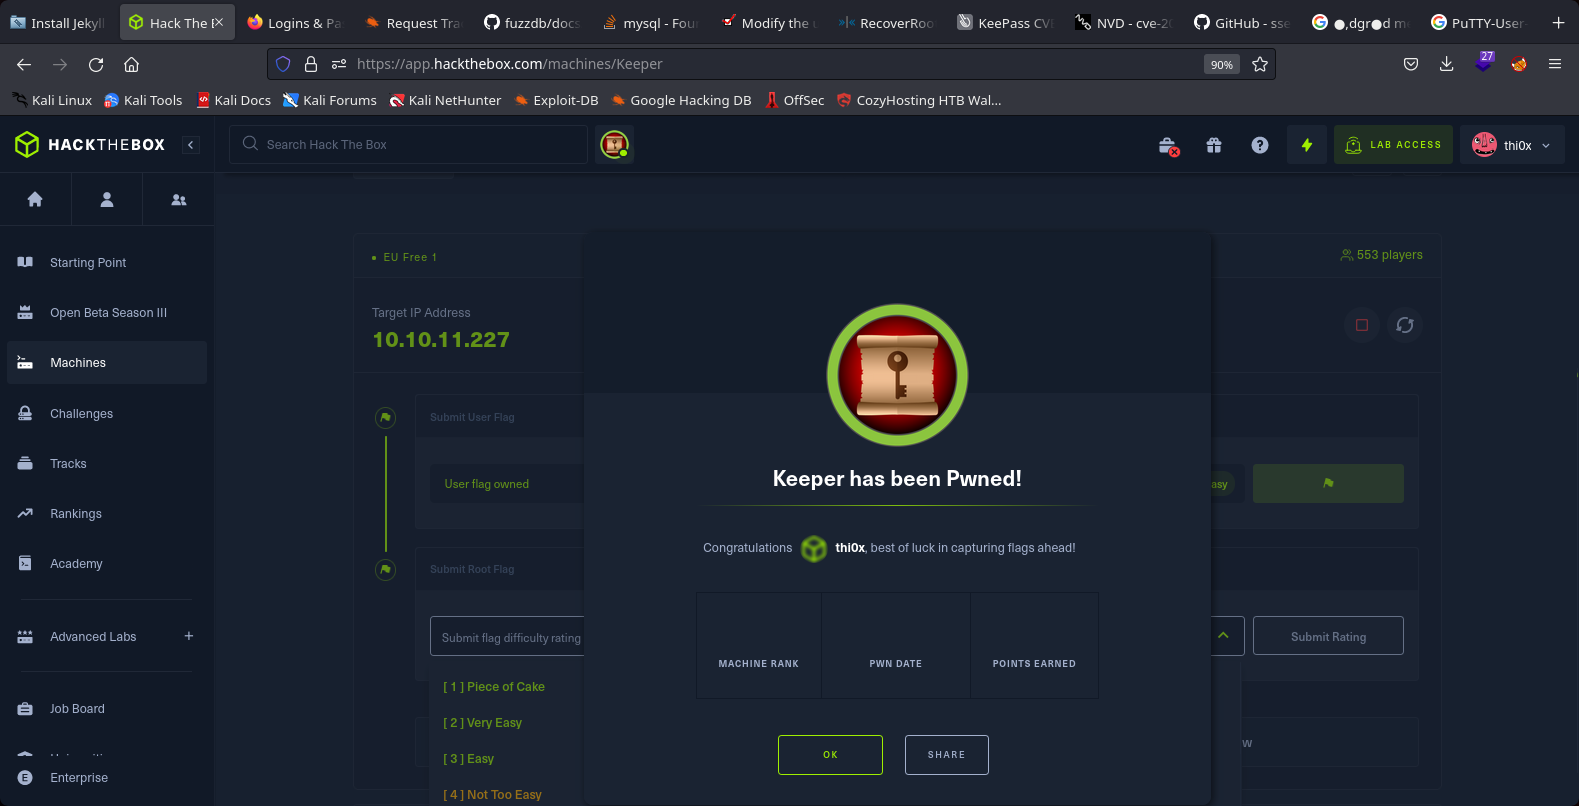 Install Jekyll
Hack The B
Logins & Pa
Request Tra
fuzzdb/docs
mysql - Four
Modify the u
RecoverRoo
KeePass CVE
NVD - cve-20
GitHub - sse
●,dgr●d me
PuTTY-User-
https://app.hackthebox.com/machines/Keeper
90%
27
Kali Linux
Kali Tools
Kali Docs
Kali Forums
Kali NetHunter
Exploit-DB
Google Hacking DB
OffSec
CozyHosting HTB Wal...
HACKTHEBOX
Search Hack The Box
LAB ACCESS
thi0x
Starting Point
Open Beta Season III
Machines
Challenges
Tracks
Rankings
Academy
Advanced Labs
Job Board
Enterprise
EU Free 1
553 players
Target IP Address
10.10.11.227
Submit User Flag
User flag owned
asy
Submit Root Flag
Submit flag difficulty rating
Submit Rating
[ 1 ] Piece of Cake
[ 2 ] Very Easy
[ 3 ] Easy
[ 4 ] Not Too Easy
w
Keeper has been Pwned!
Congratulations thi0x, best of luck in capturing flags ahead!
MACHINE RANK
PWN DATE
POINTS EARNED
OK
SHARE